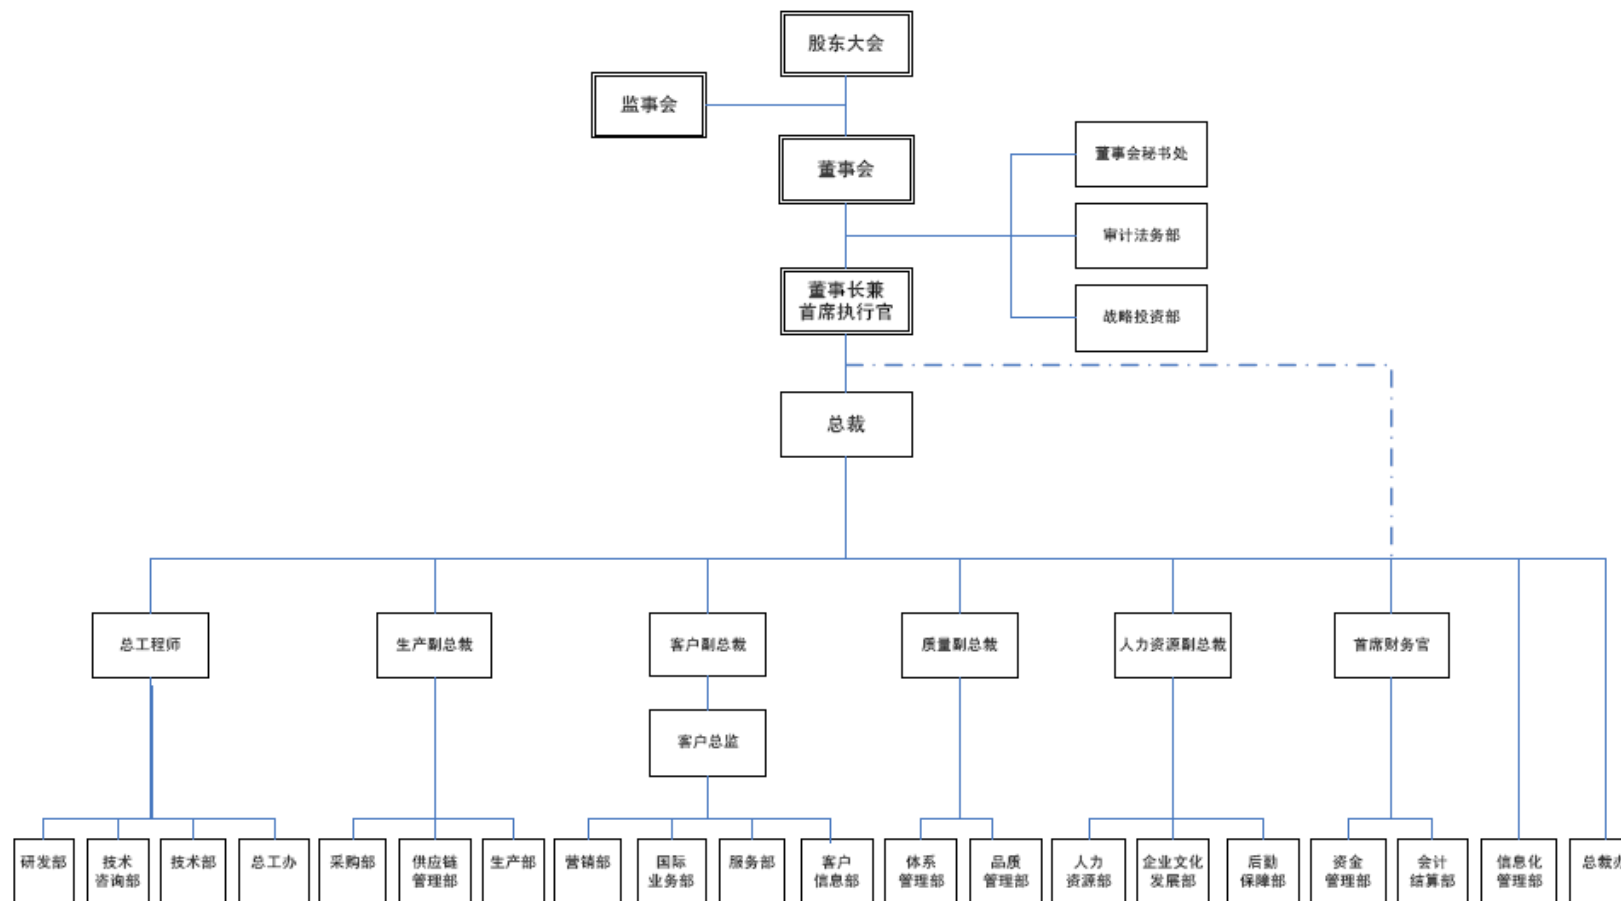 股东大会
监事会
董事会
董事会秘书处
审计法务部
战略投资部
董事长兼
首席执行官
总裁
总工程师
生产副总裁
客户副总裁
质量副总裁
人力资源副总裁
首席财务官
客户总监
研发部
技术
咨询部
技术部
总工办
采购部
供应链
管理部
生产部
营销部
国际
业务部
服务部
客户
信息部
体系
管理部
品质
管理部
人力
资源部
企业文化
发展部
后勤
保障部
资金
管理部
会计
结算部
信息化
管理部
总裁